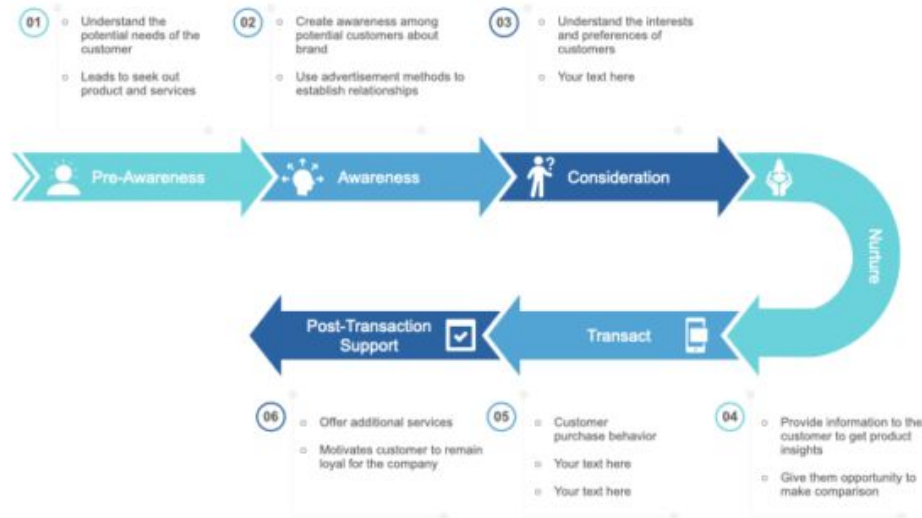 01
Understand the
potential needs of the
customer
Leads to seek out
product and services
02
Create awareness among
potential customers about
brand
Use advertisement methods to
establish relationships
03
Understand the interests
and preferences of
customers
Your text here
Pre-Awareness
Awareness
Consideration
Nurture
Post-Transaction
Support
Transact
06
Offer additional services
Motivates customer to remain
loyal for the company
05
Customer
purchase behavior
Your text here
Your text here
04
Provide information to the
customer to get product
insights
Give them opportunity to
make comparison